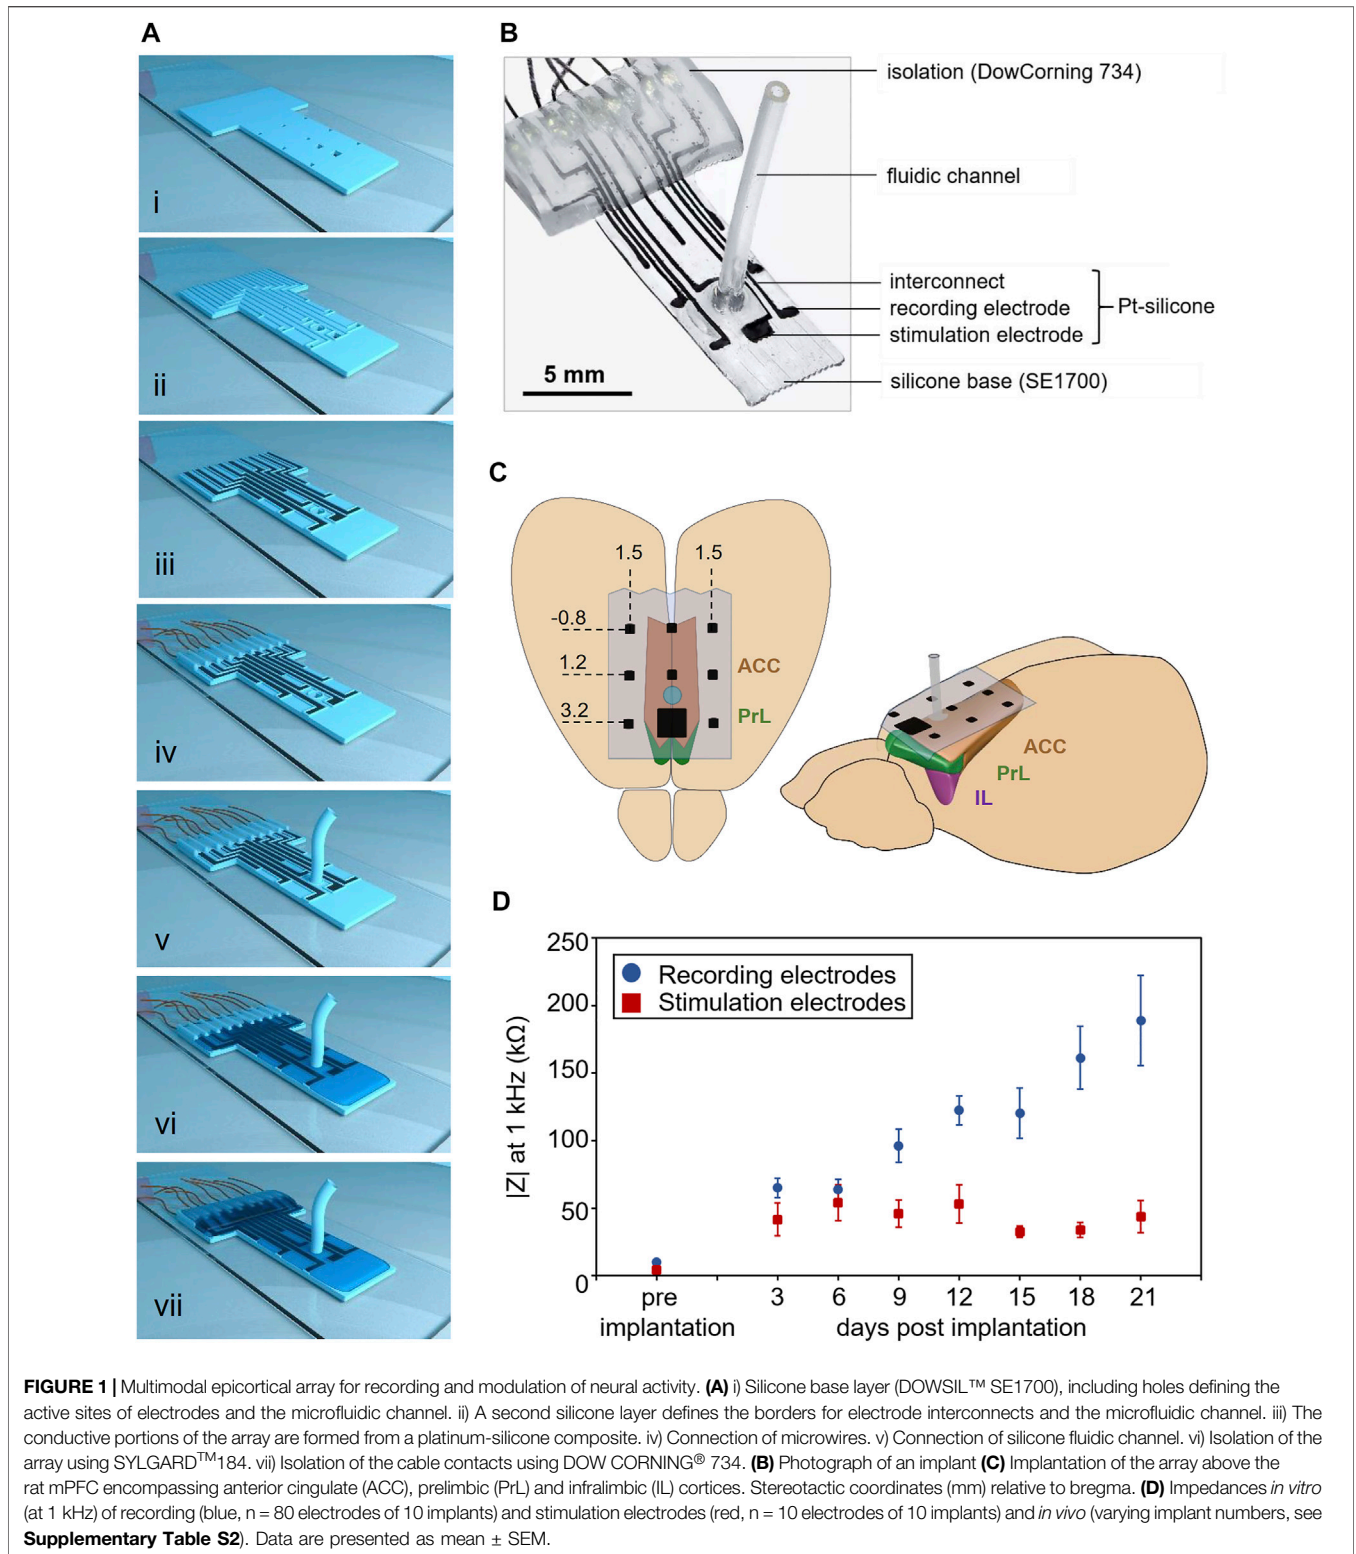 A
i
ii
iii
iv
v
vi
vii
B
isolation (DowCorning 734)
fluidic channel
interconnect
recording electrode
stimulation electrode
Pt-silicone
silicone base (SE1700)
5 mm
C
1.5 1.5
-0.8
1.2
3.2
ACC
PrL
ACC
PrL
IL
D
|Z| at 1 kHz (kΩ)
250
200
150
100
50
0
Recording electrodes
Stimulation electrodes
pre
implantation
3 6 9 12 15 18 21
days post implantation
FIGURE 1 | Multimodal epicortical array for recording and modulation of neural activity. (A) i) Silicone base layer (DOWSIL™ SE1700), including holes defining the
active sites of electrodes and the microfluidic channel. ii) A second silicone layer defines the borders for electrode interconnects and the microfluidic channel. iii) The
conductive portions of the array are formed from a platinum-silicone composite. iv) Connection of microwires. v) Connection of silicone fluidic channel. vi) Isolation of the
array using SYLGARD™184. vii) Isolation of the cable contacts using DOW CORNING® 734. (B) Photograph of an implant (C) Implantation of the array above the
rat mPFC encompassing anterior cingulate (ACC), prelimbic (PrL) and infralimbic (IL) cortices. Stereotactic coordinates (mm) relative to bregma. (D) Impedances in vitro
(at 1 kHz) of recording (blue, n = 80 electrodes of 10 implants) and stimulation electrodes (red, n = 10 electrodes of 10 implants) and in vivo (varying implant numbers, see
Supplementary Table S2). Data are presented as mean ± SEM.